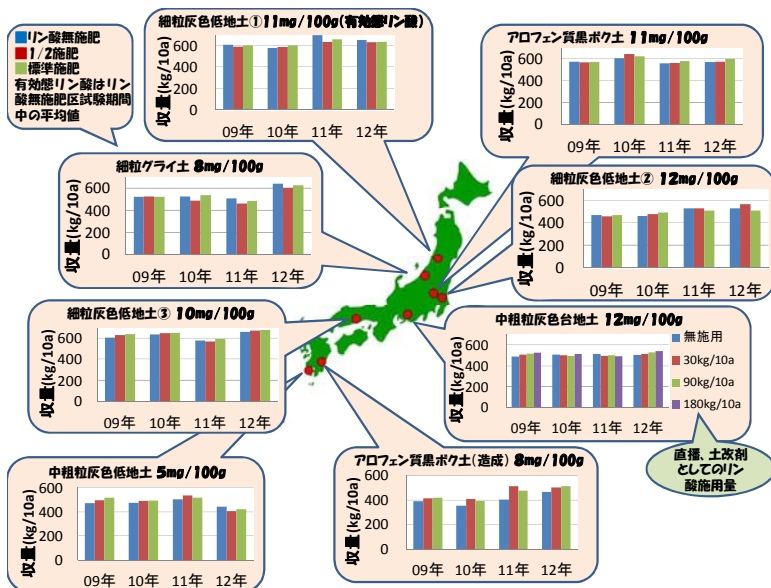 リン酸無施肥
1/2施肥
標準施肥
有効態リン酸はリン
酸無施肥区試験期間
中の平均値
細粒灰色低地土① 11mg/100g(有効態リン酸)
収量(kg/10a)
600
400
200
0
09年 10年 11年 12年
アロフェン質黒ボク土 11mg/100g
収量(kg/10a)
600
400
200
0
09年 10年 11年 12年
細粒グライ土 8mg/100g
収量(kg/10a)
600
400
200
0
09年 10年 11年 12年
細粒灰色低地土② 12mg/100g
収量(kg/10a)
600
400
200
0
09年 10年 11年 12年
細粒灰色低地土③ 10mg/100g
収量(kg/10a)
600
400
200
0
09年 10年 11年 12年
中粗粒灰色台地土 12mg/100g
収量(kg/10a)
600
400
200
0
09年 10年 11年 12年
無施用
30kg/10a
90kg/10a
180kg/10a
直播、土改剤
としてのリン
酸施用量
中粗粒灰色低地土 5mg/100g
収量(kg/10a)
600
400
200
0
09年 10年 11年 12年
アロフェン質黒ボク土(造成) 8mg/100g
収量(kg/10a)
600
400
200
0
09年 10年 11年 12年